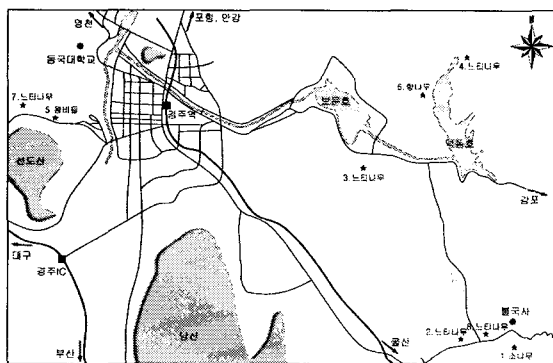 영천
포항, 안강
동국대학교
4. 느티나무
6. 향나무
7. 느티나무
5. 왕버들
경주역
보문호
덕동호
선도산
3. 느티나무
감포
대구
경주IC
남산
불국사
울산
2. 느티나무
8. 느티나무
부산
1. 소나무